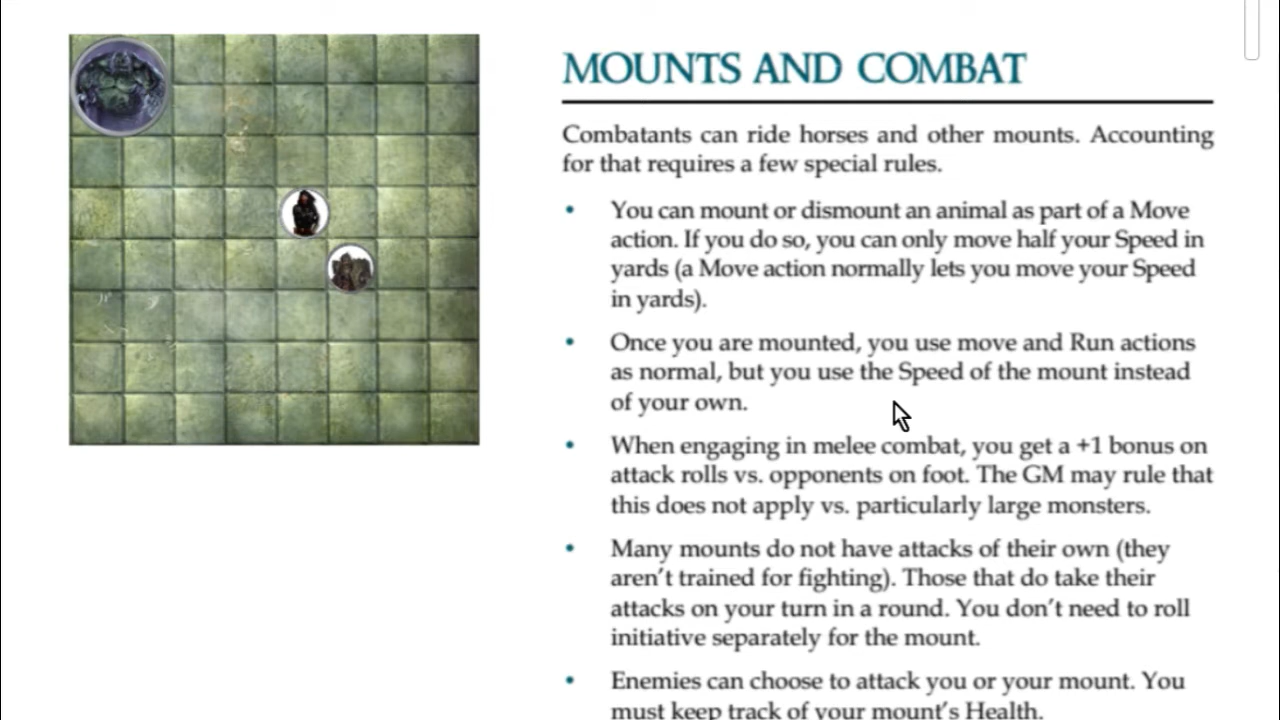 MOUNTS AND COMBAT
Combatants can ride horses and other mounts. Accounting
for that requires a few special rules.
• You can mount or dismount an animal as part of a Move
action. If you do so, you can only move half your Speed in
yards (a Move action normally lets you move your Speed
in yards).
• Once you are mounted, you use move and Run actions
as normal, but you use the Speed of the mount instead
of your own.
• When engaging in melee combat, you get a +1 bonus on
attack rolls vs. opponents on foot. The GM may rule that
this does not apply vs. particularly large monsters.
• Many mounts do not have attacks of their own (they
aren’t trained for fighting). Those that do take their
attacks on your turn in a round. You don’t need to roll
initiative separately for the mount.
• Enemies can choose to attack you or your mount. You
must keep track of your mount’s Health.